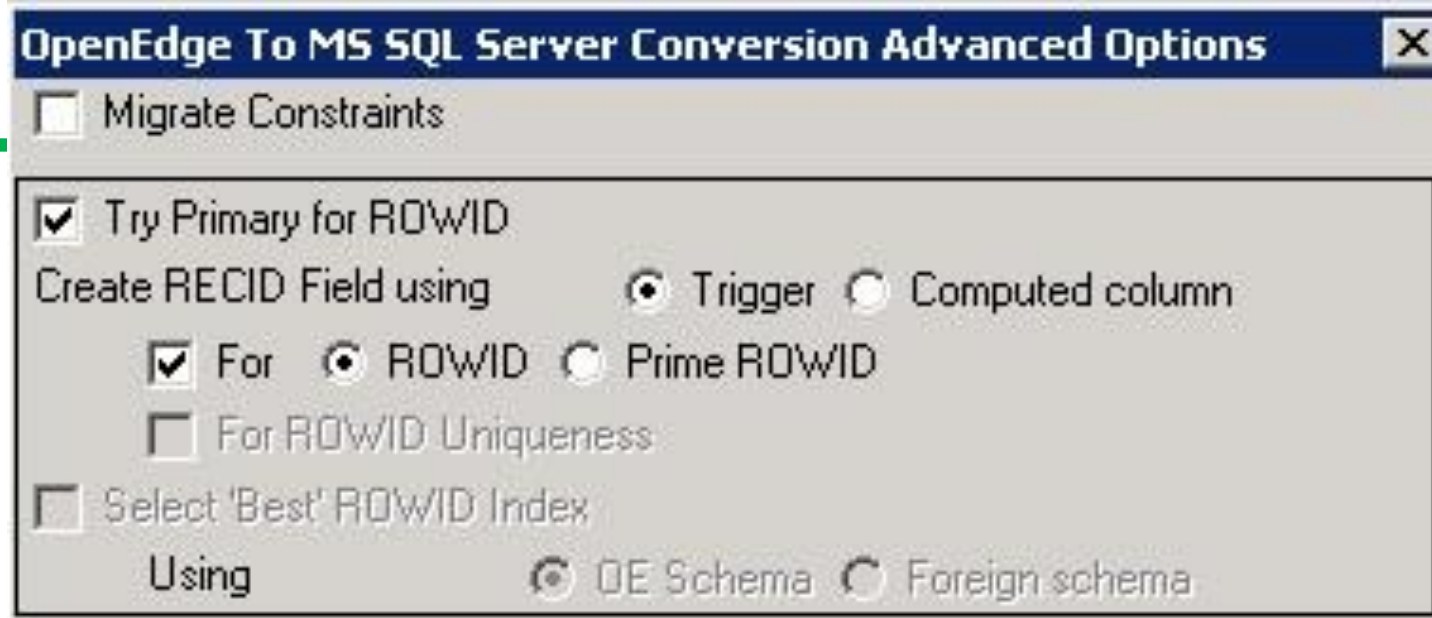 OpenEdge To MS SQL Server Conversion Advanced Options
Migrate Constraints
Try Primary for ROWID
Create RECID Field using Trigger Computed column
For ROWID Prime ROWID
For ROWID Uniqueness
Select 'Best' ROWID Index
Using OE Schema Foreign schema